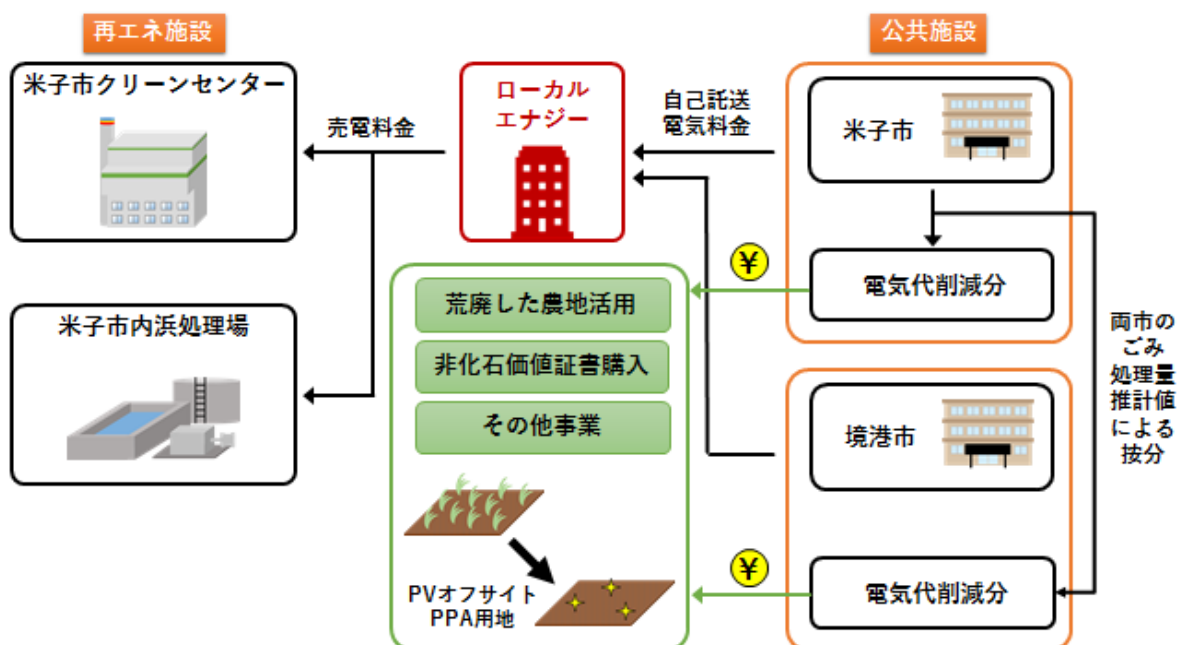 再エネ施設
公共施設
米子市クリーンセンター
米子市内浜処理場
売電料金
ローカル
エナジー
自己託送
電気料金
米子市
電気代削減分
¥
荒廃した農地活用
非化石価値証書購入
その他事業
PVオフサイト
PPA用地
境港市
¥
電気代削減分
両市の
ごみ
処理量
推計値
による
按分